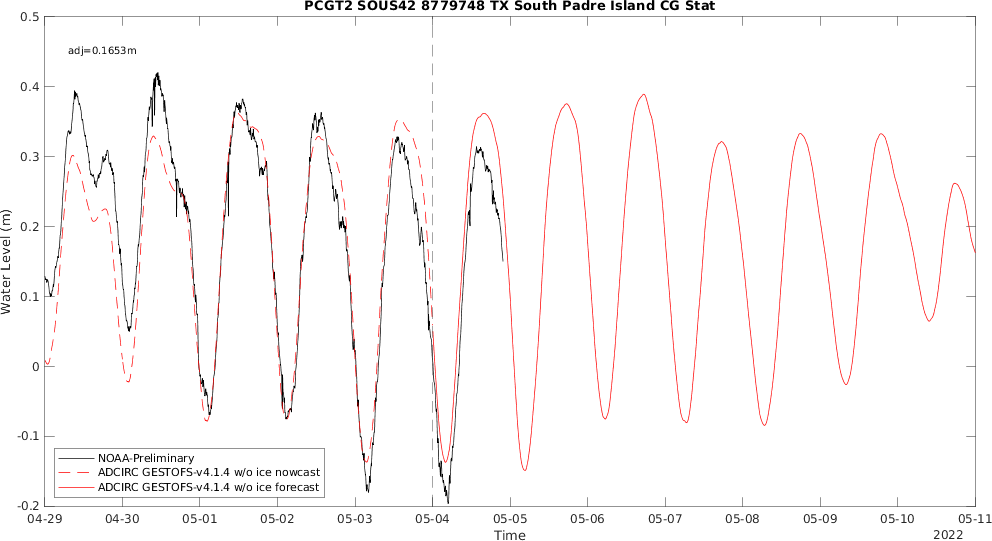 PCGT2 SOUS42 8779748 TX South Padre Island CG Stat
adj=0.1653m
Water Level (m)
0.5
0.4
0.3
0.2
0.1
0
-0.1
-0.2
NOAA-Preliminary
ADCIRC GESTOFS-v4.1.4 w/o ice nowcast
ADCIRC GESTOFS-v4.1.4 w/o ice forecast
04-29 04-30 05-01 05-02 05-03 05-04 05-05 05-06 05-07 05-08 05-09 05-10 05-11
Time
2022